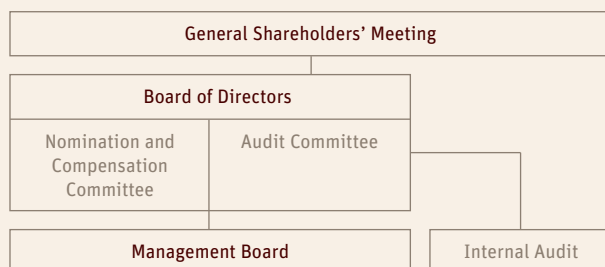 General Shareholders’ Meeting
Board of Directors
Nomination and
Compensation
Committee
Audit Committee
Management Board
Internal Audit